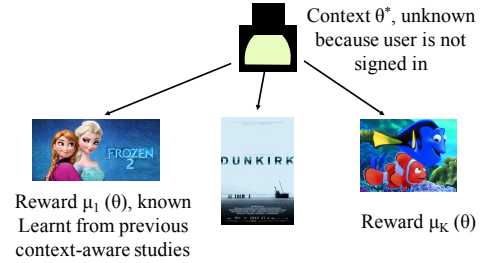 Context θ*, unknown
because user is not
signed in
FROZEN
2
DUNKIRK
Reward μ₁ (θ), known
Learnt from previous
context-aware studies
Reward μ_K (θ)